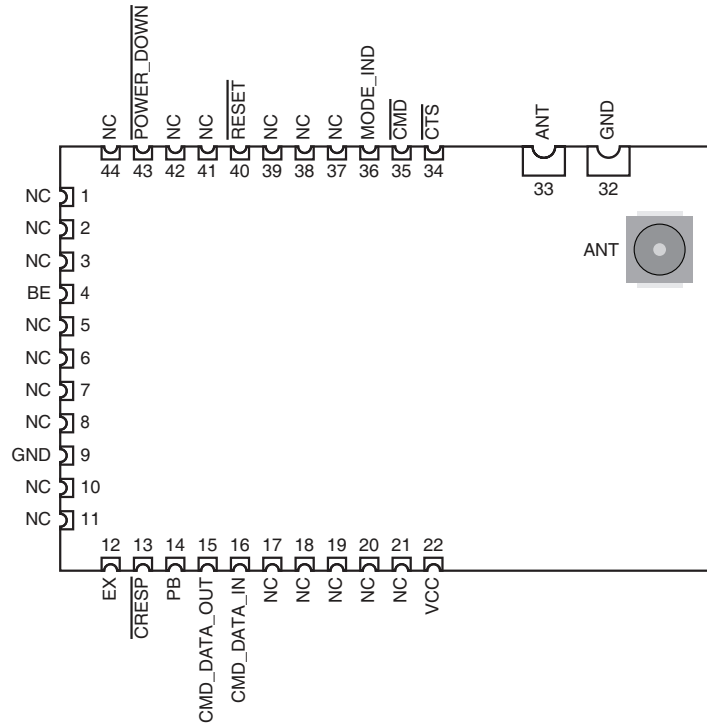 NC
POWER_DOWN
NC
NC
RESET
NC
NC
NC
MODE_IND
CMD
CTS
ANT
GND
44 43 42 41 40 39 38 37 36 35 34
33 32
NC 1
NC 2
NC 3
ANT
BE 4
NC 5
NC 6
NC 7
NC 8
GND 9
NC 10
NC 11
12 13 14 15 16 17 18 19 20 21 22
EX
CRESP
PB
CMD_DATA_OUT
CMD_DATA_IN
NC
NC
NC
NC
NC
VCC